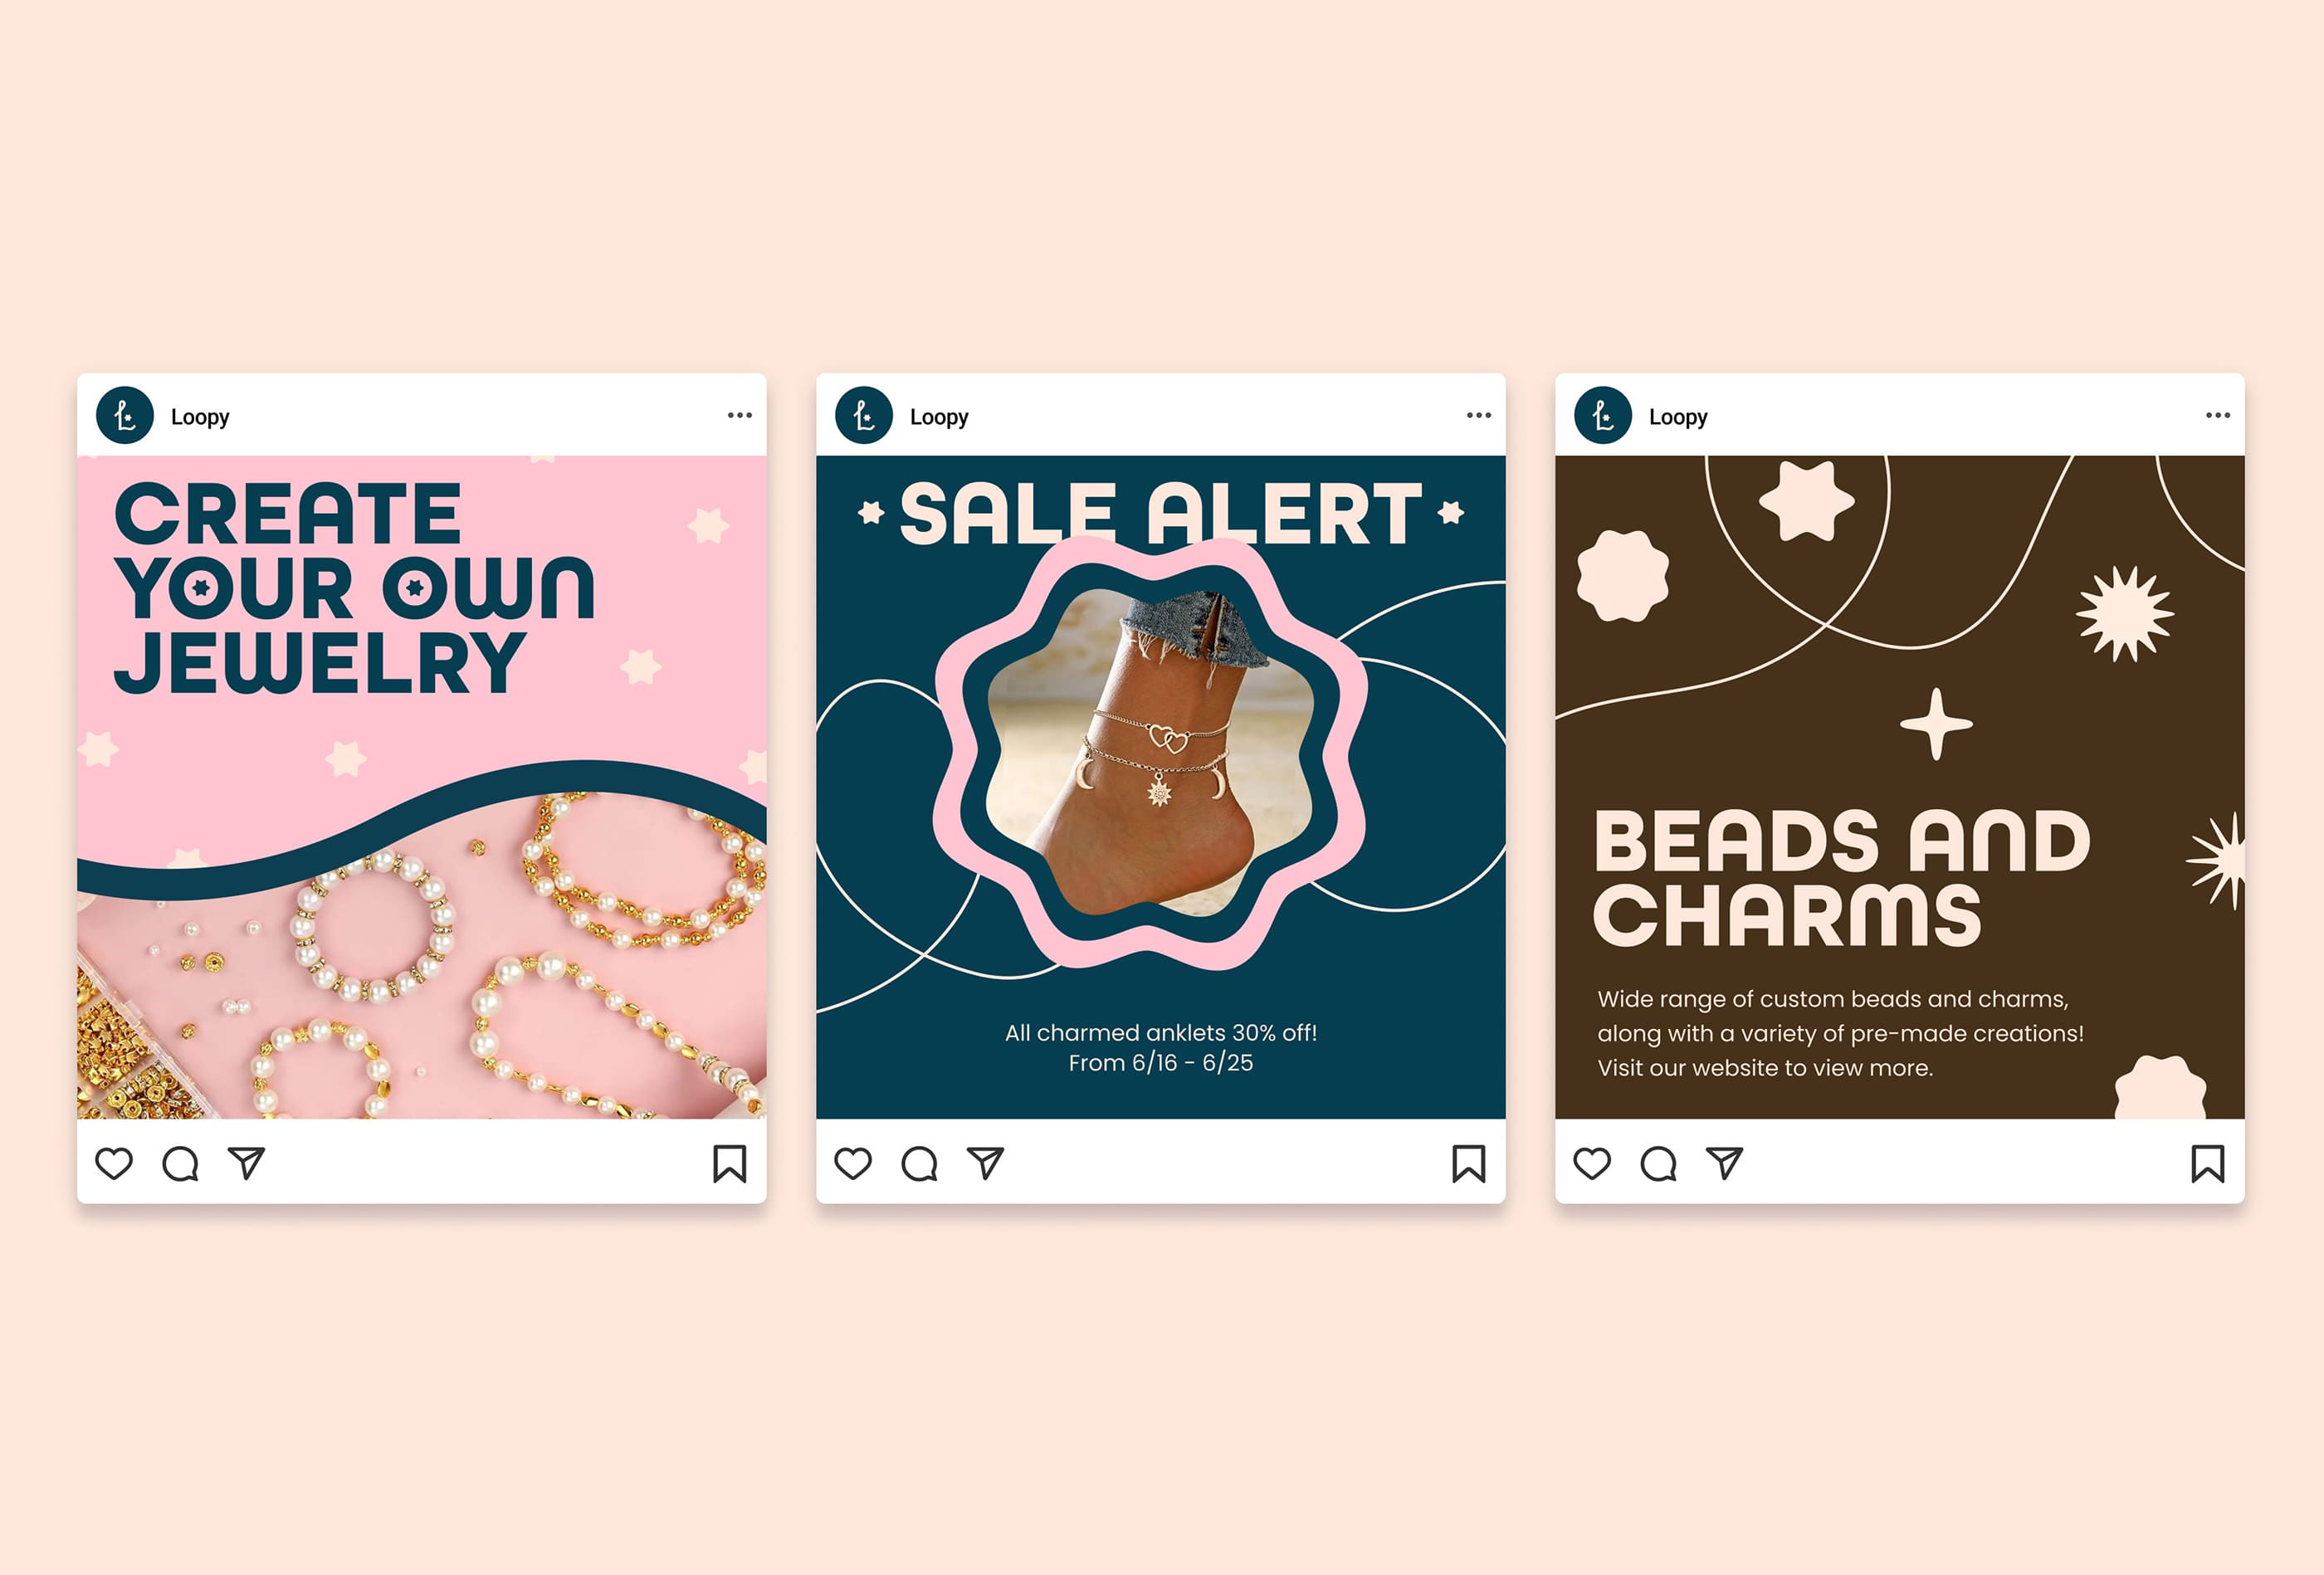 Loopy
CREATE
YOUR OWN
JEWELRY
Loopy
SALE ALERT
All charmed anklets 30% off!
From 6/16 - 6/25
Loopy
BEADS AND
CHARMS
Wide range of custom beads and charms,
along with a variety of pre-made creations!
Visit our website to view more.